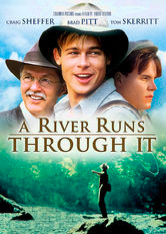 CRAIG SHEFFER BRAD PITT TOM SKERRITT
A RIVER RUNS
THROUGH IT